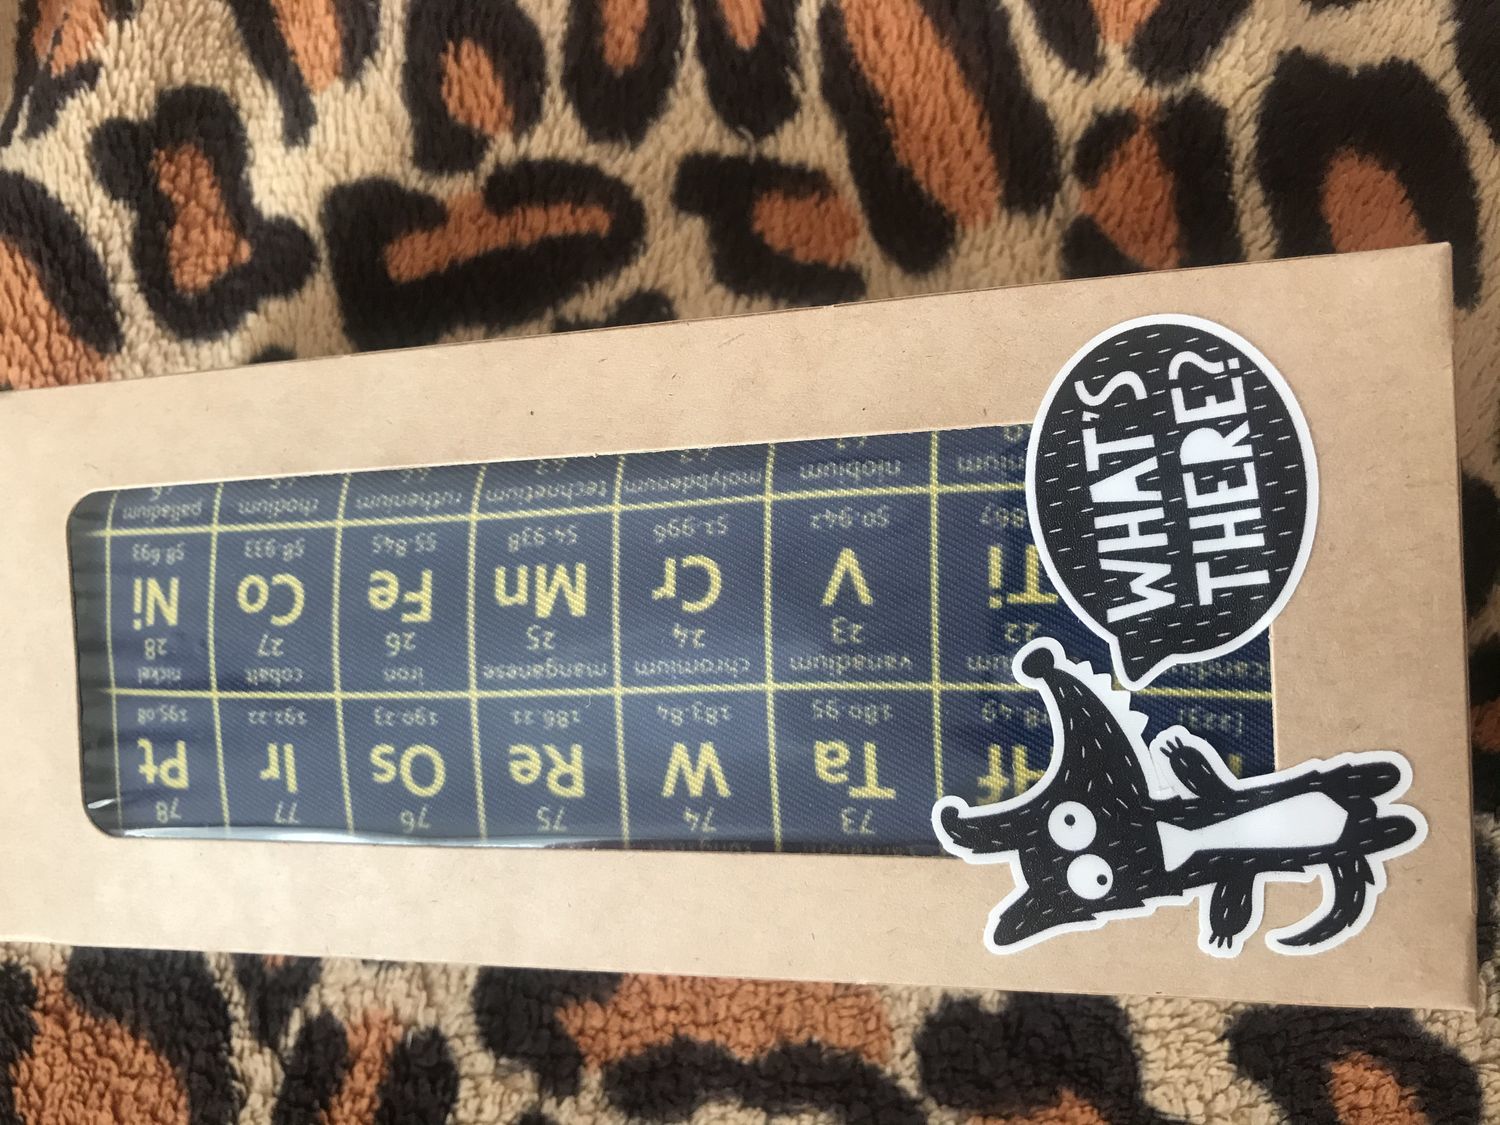 WHAT'S
THERE?
73 74 75 76 77 78
Hf Ta W Re Os Ir Pt
180.95 183.84 186.21 190.23 192.22 195.08
vanadium chromium manganese iron cobalt nickel
22 23 24 25 26 27 28
Ti V Cr Mn Fe Co Ni
50.942 51.996 54.938 55.845 58.933 58.693
niobium molybdenum technetium ruthenium rhodium palladium